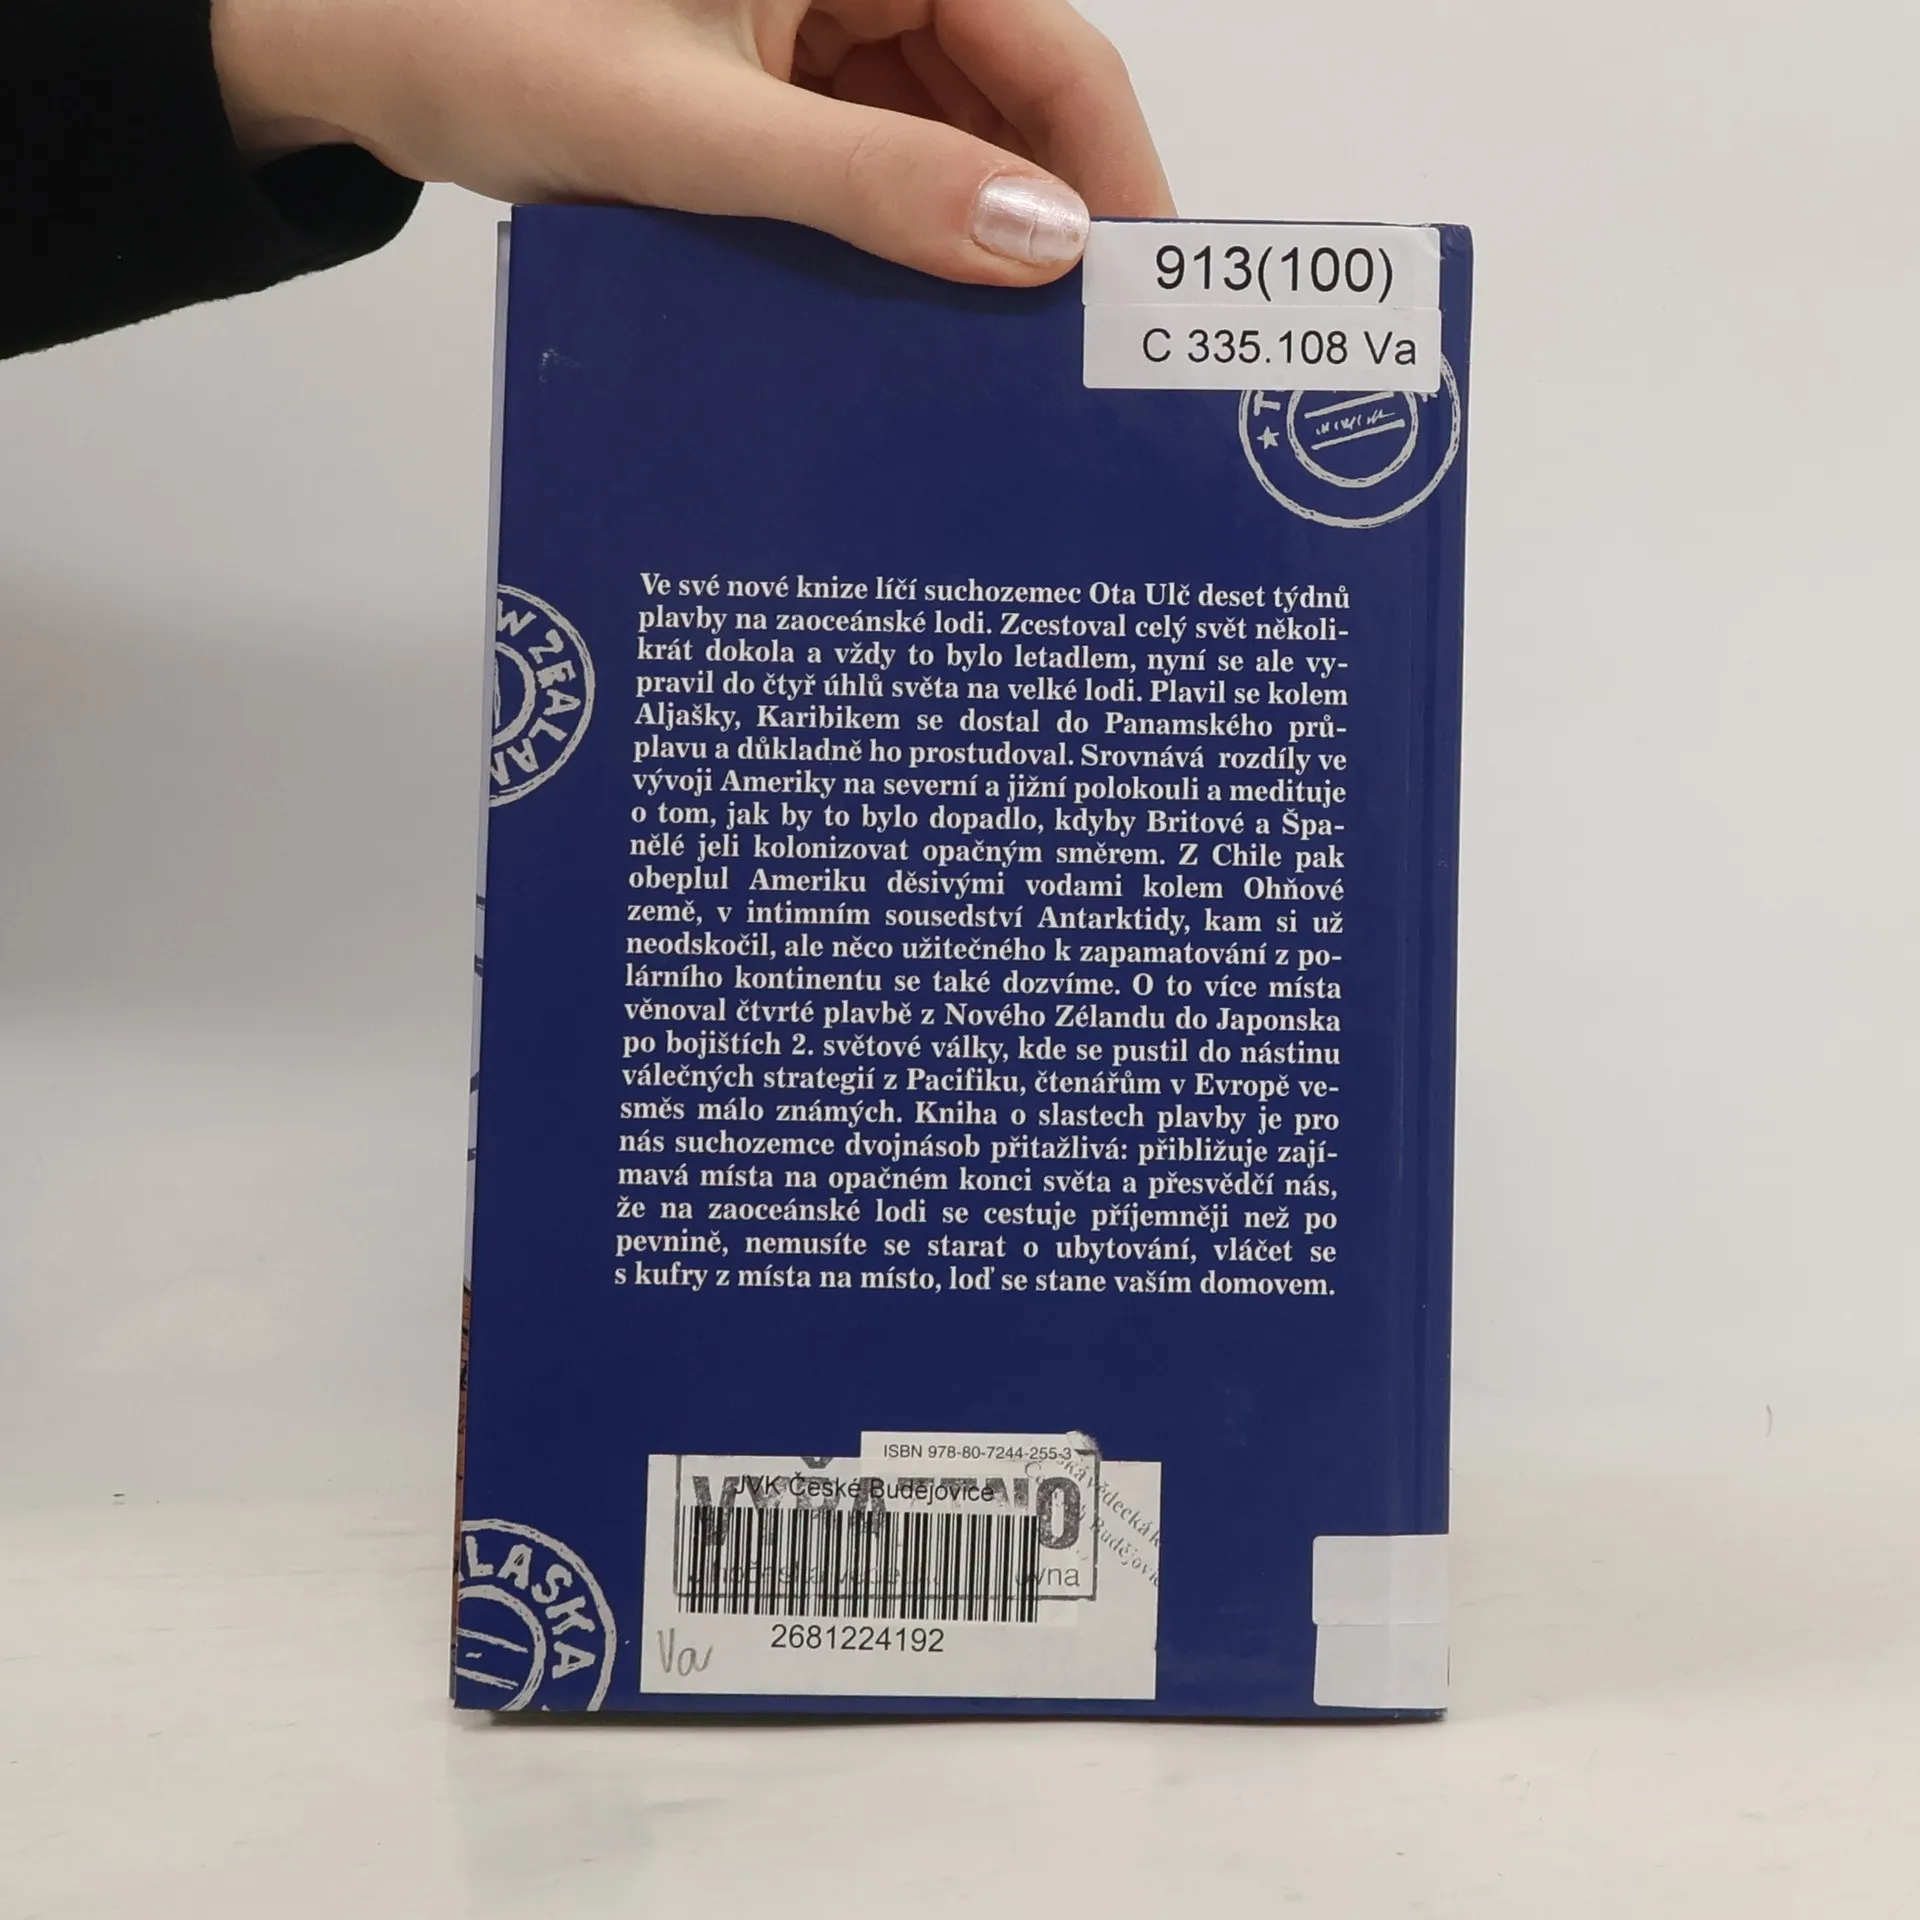 913(100)
C 335.108 Va
W ZEALAN
Ve své nové knize líčí suchozemec Ota Ulč deset týdnů
plavby na zaoceánské lodi. Zcestoval celý svět několi-
krát dokola a vždy to bylo letadlem, nyní se ale vy-
pravil do čtyř úhlů světa na velké lodi. Plavil se kolem
Aljašky, Karibikem se dostal do Panamského prů-
plavu a důkladně ho prostudoval. Srovnává rozdíly ve
vývoji Ameriky na severní a jižní polokouli a medituje
o tom, jak by to bylo dopadlo, kdyby Britové a Špa-
nělé jeli kolonizovat opačným směrem. Z Chile pak
obeplul Ameriku děsivými vodami kolem Ohňové
země, v intimním sousedství Antarktidy, kam si už
neodskočil, ale něco užitečného k zapamatování z po-
lárního kontinentu se také dozvíme. O to více místa
věnoval čtvrté plavbě z Nového Zélandu do Japonska
po bojištích 2. světové války, kde se pustil do nástinu
válečných strategií z Pacifiku, čtenářům v Evropě ve-
směs málo známých. Kniha o slastech plavby je pro
nás suchozemce dvojnásob přitažlivá: přibližuje zají-
mavá místa na opačném konci světa a přesvědčí nás,
že na zaoceánské lodi se cestuje příjemněji než po
pevnině, nemusíte se starat o ubytování, vláčet se
s kufry z místa na místo, loď se stane vaším domovem.
ISBN 978-80-7244-255-3
JVK České Budějovice
2681224192
Va
LASKA